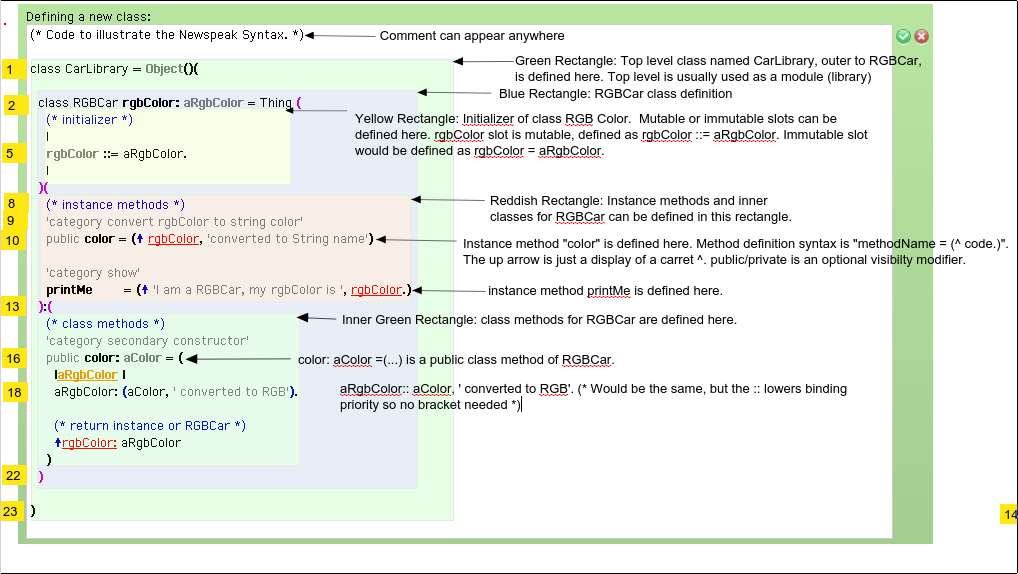 Defining a new class:
(* Code to illustrate the Newspeak Syntax. *)
Comment can appear anywhere
1
class CarLibrary = Object()(
Green Rectangle: Top level class named CarLibrary, outer to RGBCar,
is defined here. Top level is usually used as a module (library)
Blue Rectangle: RGBCar class definition
2
class RGBCar rgbColor: aRgbColor = Thing (
(* initializer *)
|
5
rgbColor ::= aRgbColor.
|
)(
Yellow Rectangle: Initializer of class RGB Color. Mutable or immutable slots can be
defined here. rgbColor slot is mutable, defined as rgbColor ::= aRgbColor. Immutable slot
would be defined as rgbColor = aRgbColor.
8
(* instance methods *)
9
'category convert rgbColor to string color'
10
public color = (↑ rgbColor, 'converted to String name')
Reddish Rectangle: Instance methods and inner
classes for RGBCar can be defined in this rectangle.
Instance method "color" is defined here. Method definition syntax is "methodName = (^ code.)".
The up arrow is just a display of a carret ^. public/private is an optional visibilty modifier.
'category show'
printMe = (↑ 'I am a RGBCar, my rgbColor is ', rgbColor.)
instance method printMe is defined here.
13
):(
(* class methods *)
Inner Green Rectangle: class methods for RGBCar are defined here.
'category secondary constructor'
16
public color: aColor = (
color: aColor =(...) is a public class method of RGBCar.
|aRgbColor |
18
aRgbColor: (aColor, ' converted to RGB').
aRgbColor:: aColor, ' converted to RGB'. (* Would be the same, but the :: lowers binding
priority so no bracket needed *)
(* return instance or RGBCar *)
↑rgbColor: aRgbColor
)
22
)
23
)
14